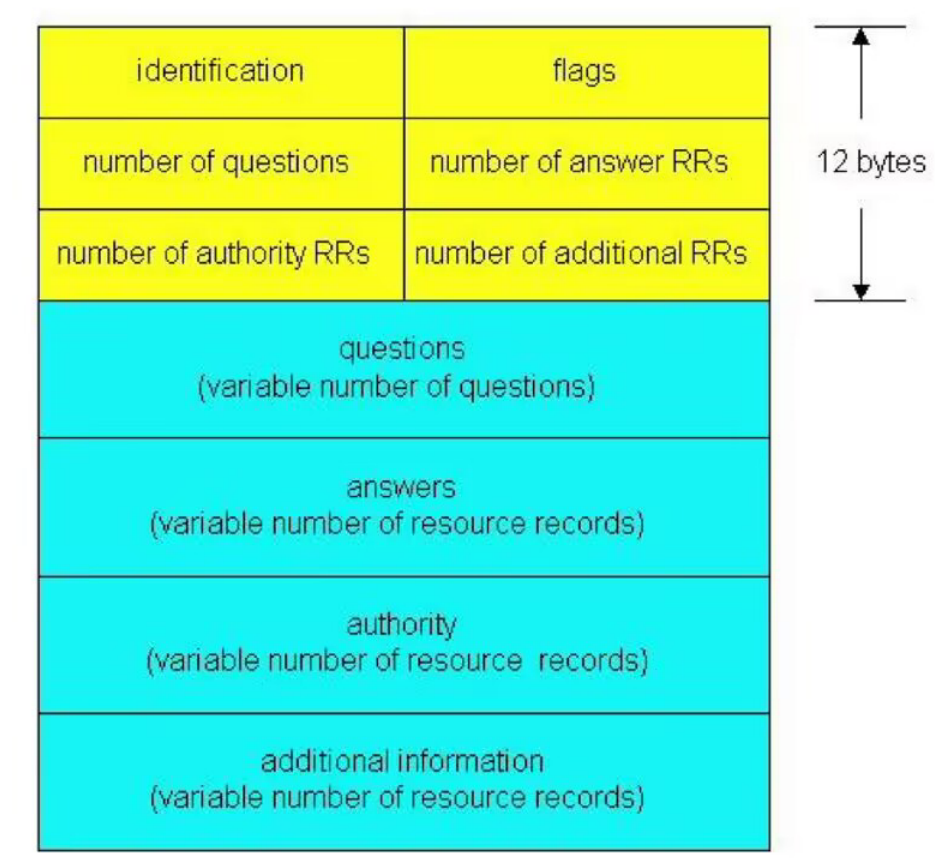 identification
flags
number of questions
number of answer RRs
12 bytes
number of authority RRs
number of additional RRs
questions
(variable number of questions)
answers
(variable number of resource records)
authority
(variable number of resource records)
additional information
(variable number of resource records)